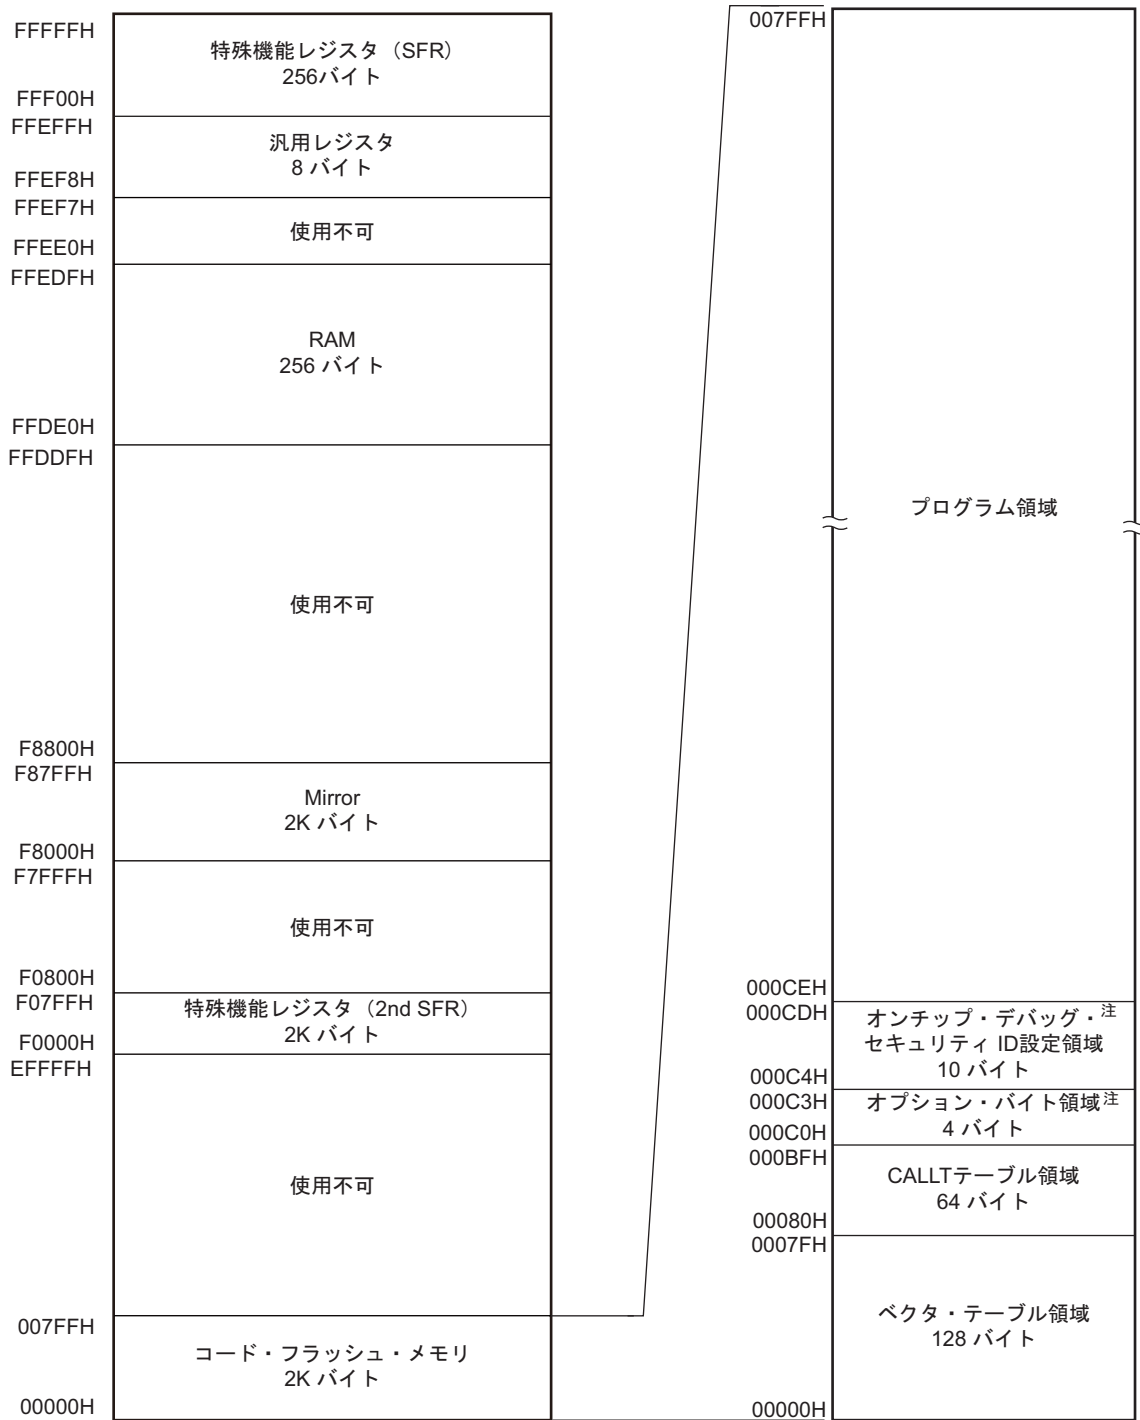 FFFFFH
特殊機能レジスタ（SFR）
256バイト
FFF00H
FFEFFH
汎用レジスタ
8 バイト
FFEF8H
FFEF7H
使用不可
FFEE0H
FFEDFH
RAM
256 バイト
FFDE0H
FFDDFH
使用不可
F8800H
F87FFH
Mirror
2K バイト
F8000H
F7FFFH
使用不可
F0800H
F07FFH
特殊機能レジスタ（2nd SFR）
2K バイト
F0000H
EFFFFH
使用不可
007FFH
コード・フラッシュ・メモリ
2K バイト
00000H
007FFH
プログラム領域
000CEH
000CDH
オンチップ・デバッグ・注
セキュリティ ID設定領域
10 バイト
000C4H
000C3H
オプション・バイト領域注
4 バイト
000C0H
000BFH
CALLTテーブル領域
64 バイト
00080H
0007FH
ベクタ・テーブル領域
128 バイト
00000H